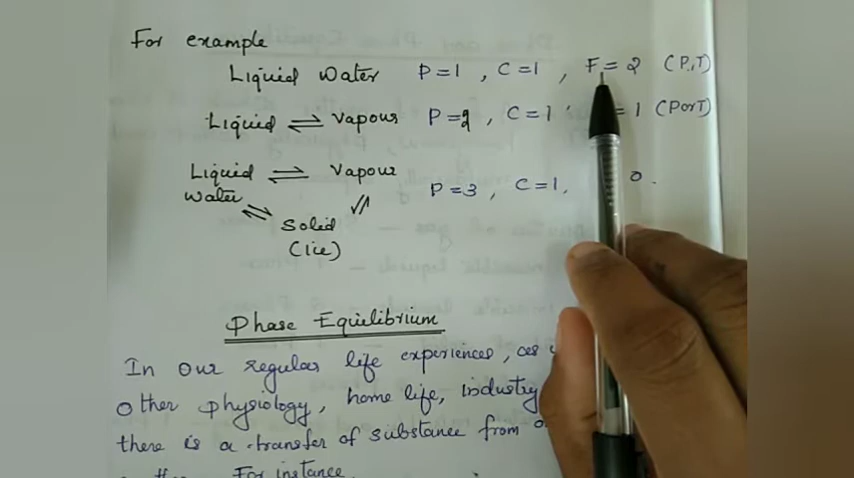 For example
Liquid Water P=1 , C=1 , F=2 (P,T)
Liquid ⇌ Vapour P=2 , C=1 , =1 (P or T)
Liquid ⇌ Vapour
Water P=3 , C=1, 0.
Solid
(Ice)
Phase Equilibrium
In Our regular life experiences, as
Other physiology, home life, industry
there is a transfer of substance from
For instance